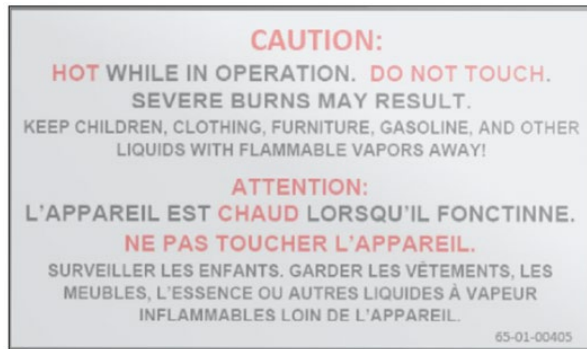 CAUTION:
HOT WHILE IN OPERATION. DO NOT TOUCH.
SEVERE BURNS MAY RESULT.
KEEP CHILDREN, CLOTHING, FURNITURE, GASOLINE, AND OTHER
LIQUIDS WITH FLAMMABLE VAPORS AWAY!
ATTENTION:
L'APPAREIL EST CHAUD LORSQU'IL FONCTINNE.
NE PAS TOUCHER L'APPAREIL.
SURVEILLER LES ENFANTS. GARDER LES VÊTEMENTS, LES
MEUBLES, L'ESSENCE OU AUTRES LIQUIDES À VAPEUR
INFLAMMABLES LOIN DE L'APPAREIL.
65-01-00405